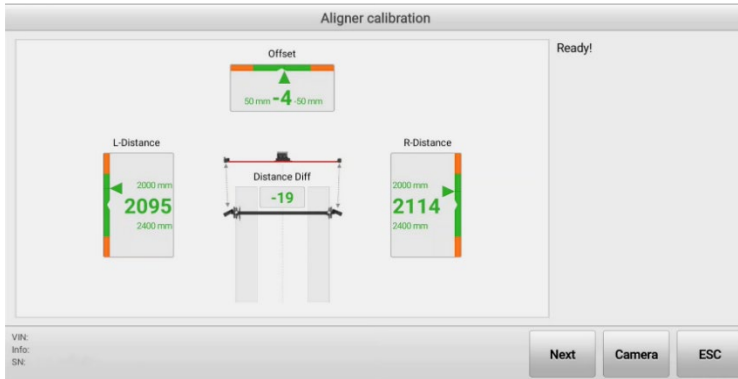 Aligner calibration
Ready!
Offset
50 mm -4 -50 mm
L-Distance
2000 mm
2095
2400 mm
Distance Diff
-19
R-Distance
2000 mm
2114
2400 mm
VIN:
Info:
SN:
Next
Camera
ESC